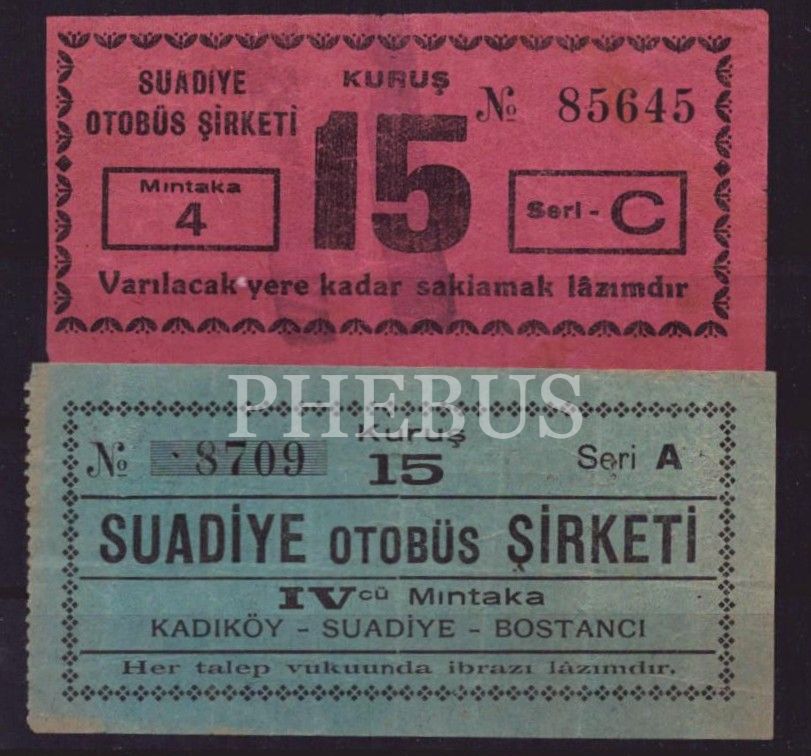 SUADİYE
OTOBÜS ŞİRKETİ
KURUŞ
15
№ 85645
Mıntaka
4
Seri - C
Varılacak yere kadar saklamak lâzımdır
PHEBUS
№ 8709
Kuruş
15
Seri A
SUADİYE OTOBÜS ŞİRKETİ
IVcü Mıntaka
KADIKÖY - SUADİYE - BOSTANCI
Her talep vukuunda ibrazı lâzımdır.